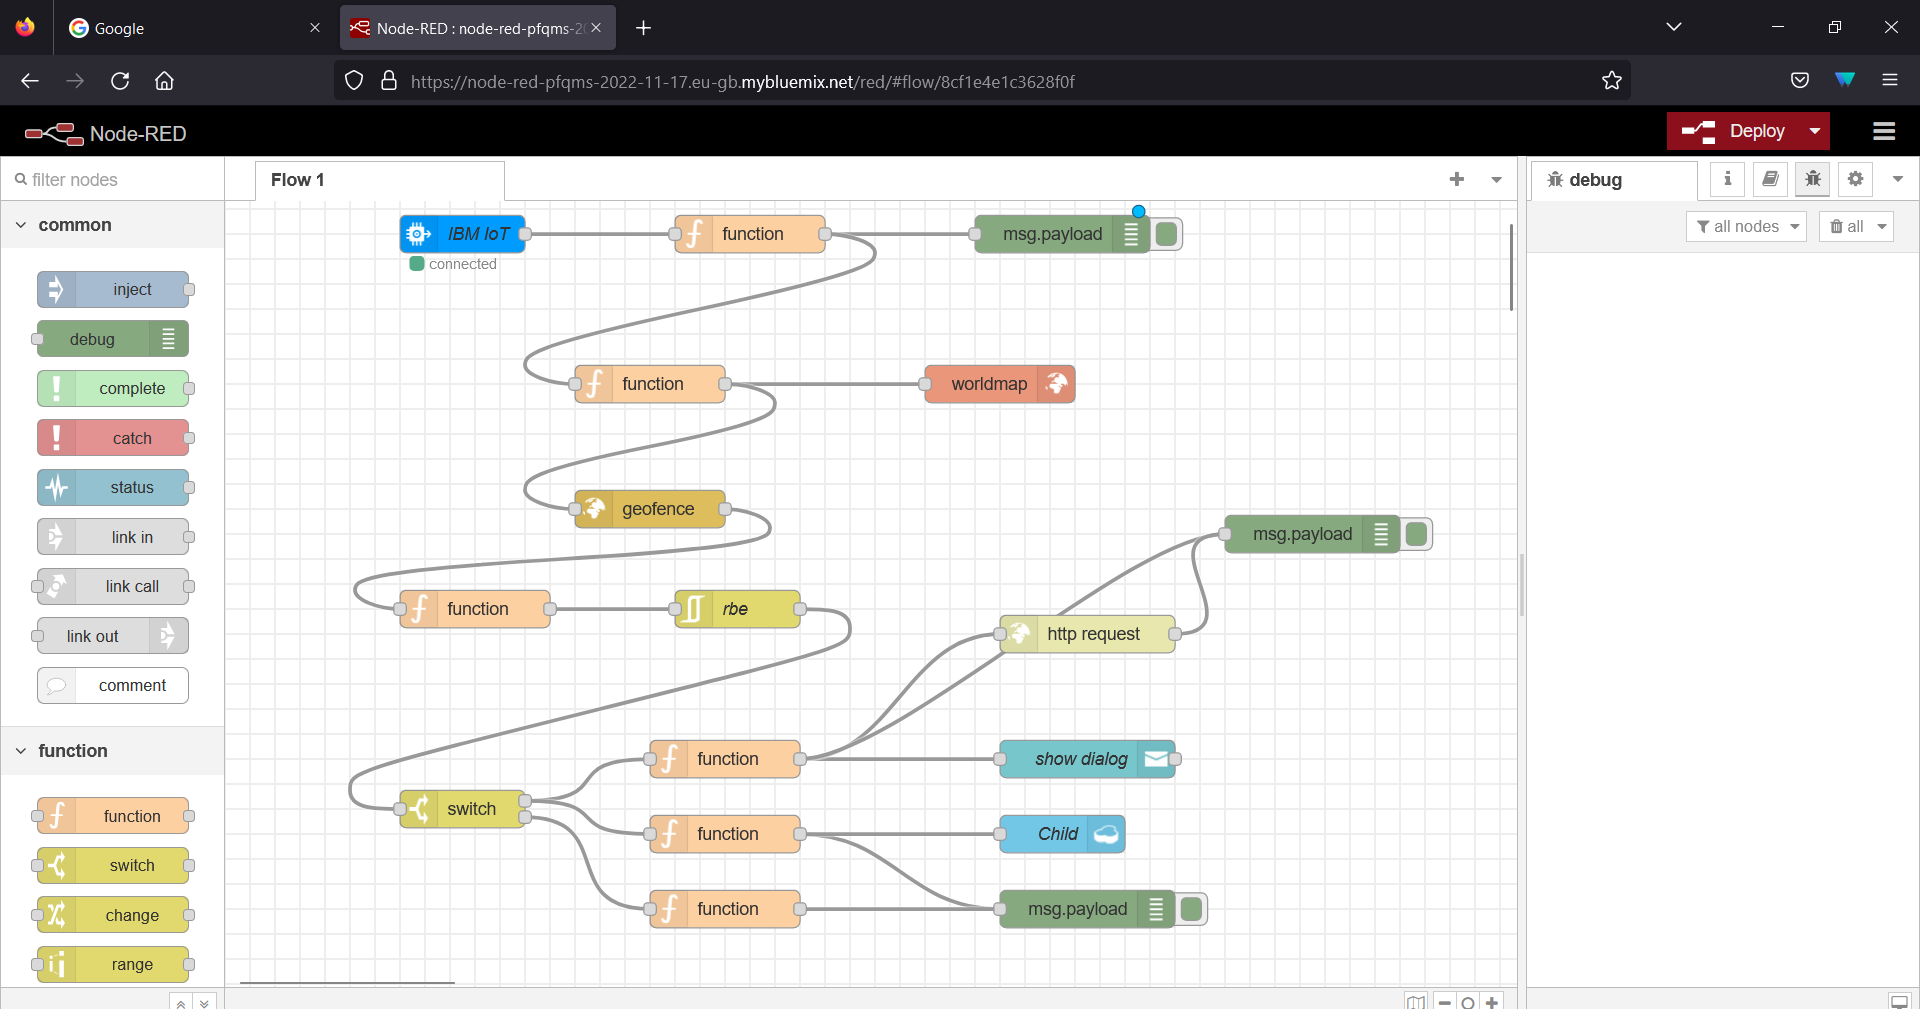 Google
Node-RED : node-red-pfqms-20
https://node-red-pfqms-2022-11-17.eu-gb.mybluemix.net/red/#flow/8cf1e4e1c3628f0f
Node-RED
Deploy
filter nodes
Flow 1
debug
common
all nodes
all
inject
debug
complete
catch
status
link in
link call
link out
comment
function
function
switch
change
range
IBM IoT
connected
function
msg.payload
function
worldmap
geofence
msg.payload
function
rbe
http request
function
show dialog
switch
function
Child
function
msg.payload